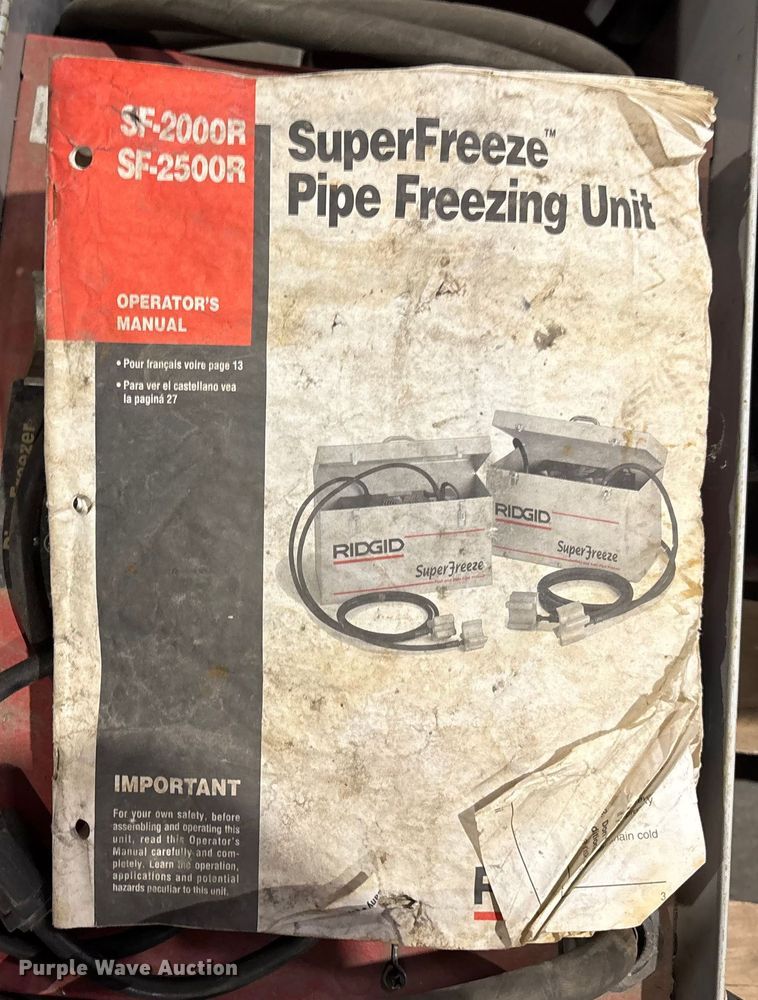 SF-2000R
SF-2500R
SuperFreeze™
Pipe Freezing Unit
OPERATOR'S
MANUAL
• Pour français voire page 13
• Para ver el castellano vea
la paginá 27
RIDGID
SuperFreeze
RIDGID
SuperFreeze
IMPORTANT
For your own safety, before
assembling and operating this
unit, read this Operator's
Manual carefully and com-
pletely. Learn the operation,
applications and potential
hazards peculiar to this unit.
cold
3
Purple Wave Auction